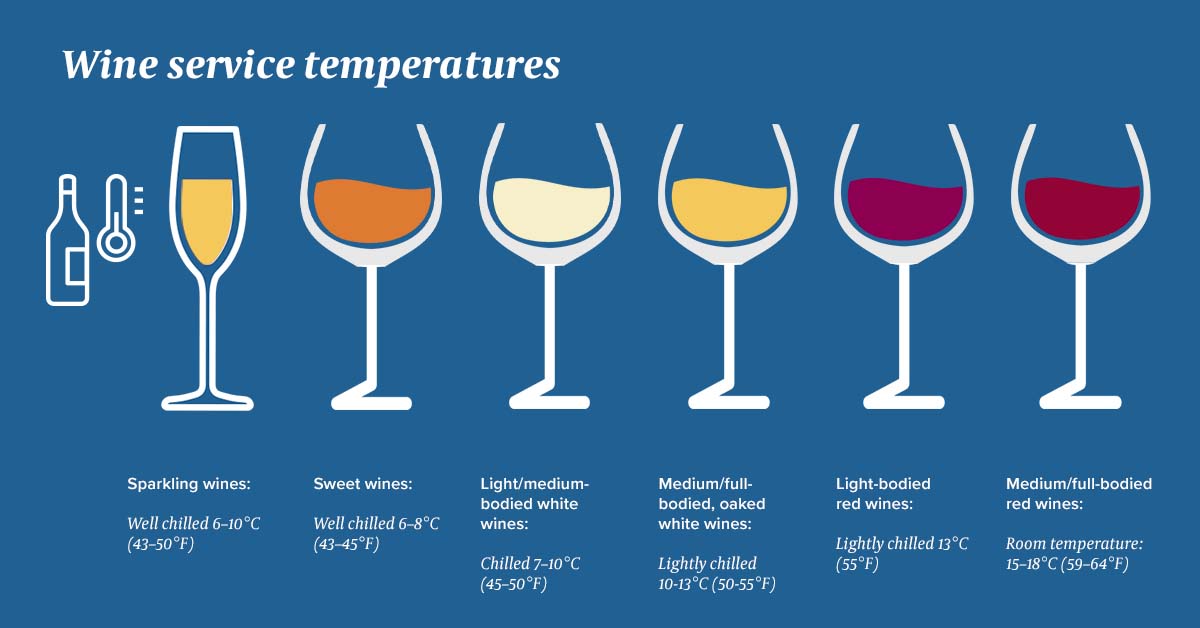 Wine service temperatures
Sparkling wines:
Well chilled 6–10°C
(43–50°F)
Sweet wines:
Well chilled 6–8°C
(43–45°F)
Light/medium-
bodied white
wines:
Chilled 7–10°C
(45–50°F)
Medium/full-
bodied, oaked
white wines:
Lightly chilled
10-13°C (50-55°F)
Light-bodied
red wines:
Lightly chilled 13°C
(55°F)
Medium/full-bodied
red wines:
Room temperature:
15–18°C (59–64°F)